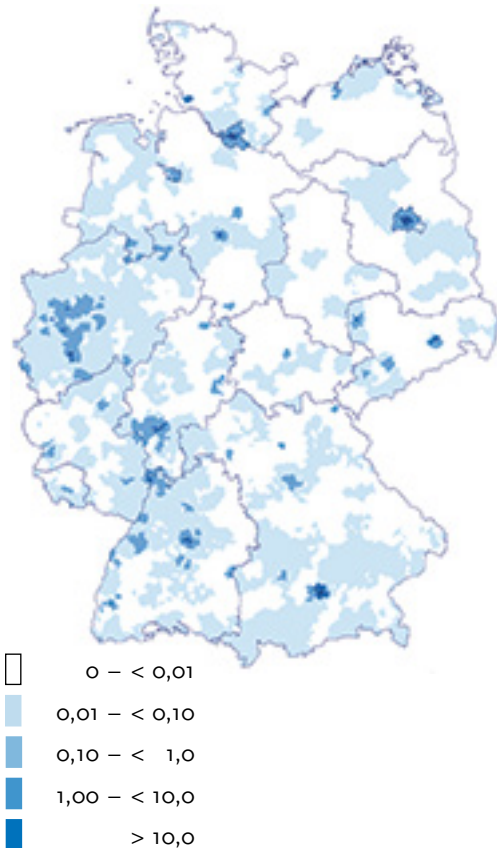 0 – < 0,01
0,01 – < 0,10
0,10 – < 1,0
1,00 – < 10,0
> 10,0